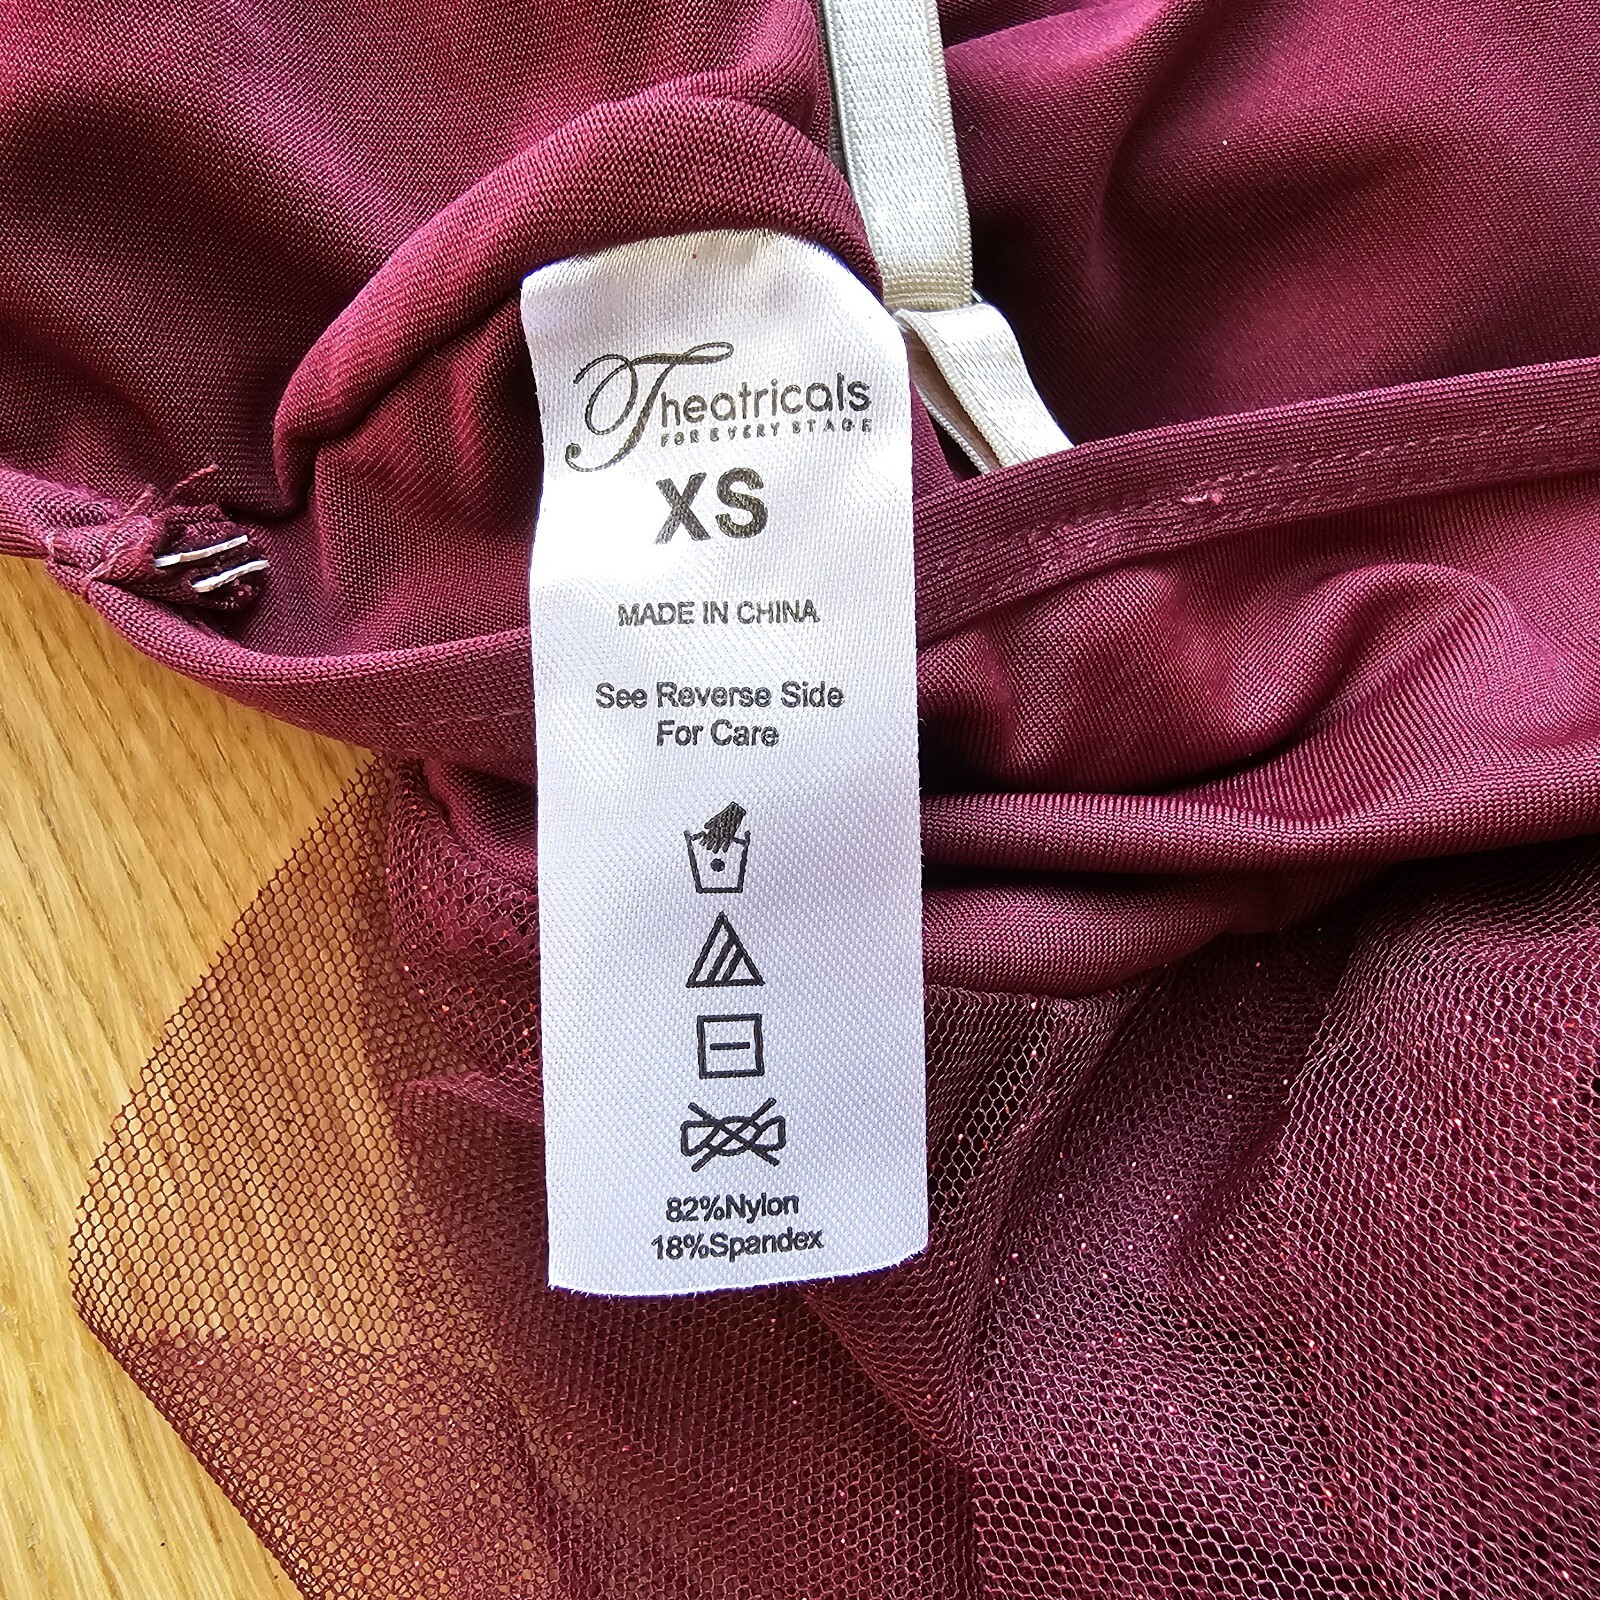 Theatricals
FOR EVERY STAGE
XS
MADE IN CHINA
See Reverse Side
For Care
82%Nylon
18%Spandex